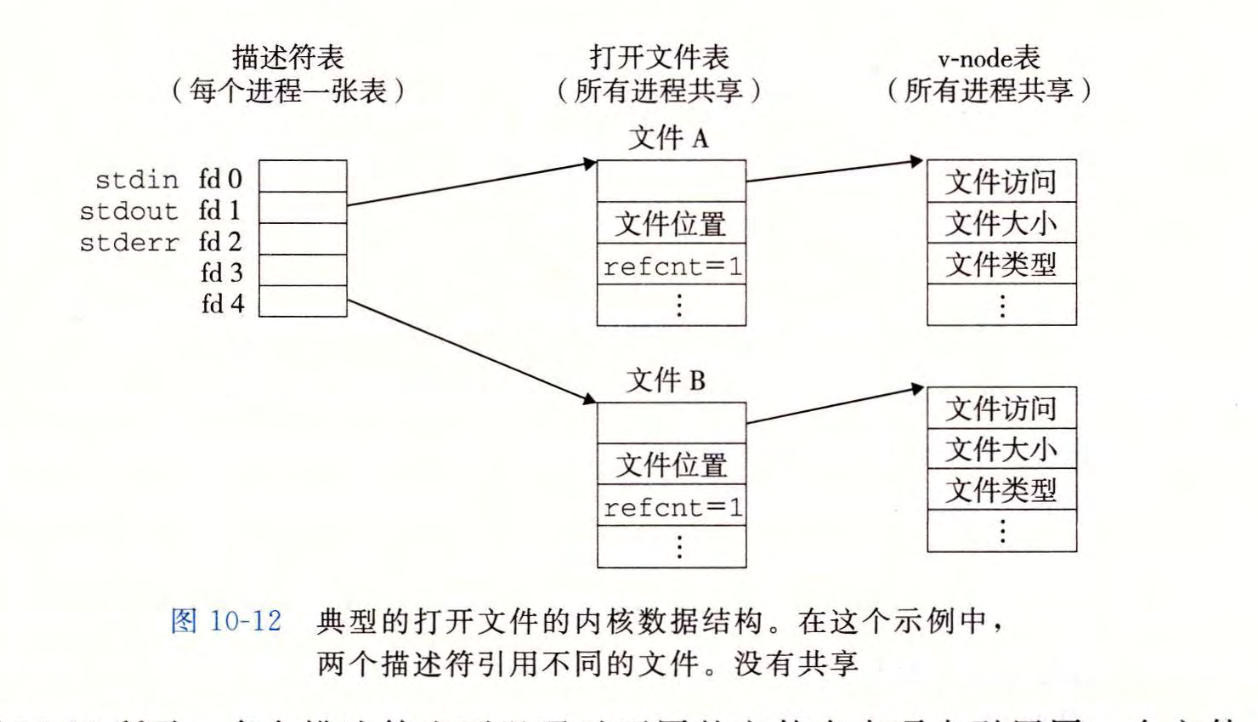 描述符表
(每个进程一张表)
打开文件表
(所有进程共享)
v-node表
(所有进程共享)
文件 A
stdin fd 0
stdout fd 1
stderr fd 2
fd 3
fd 4
文件位置
refcnt=1
⋮
文件访问
文件大小
文件类型
⋮
文件 B
文件位置
refcnt=1
⋮
文件访问
文件大小
文件类型
⋮
图 10-12 典型的打开文件的内核数据结构。在这个示例中，
两个描述符引用不同的文件。没有共享